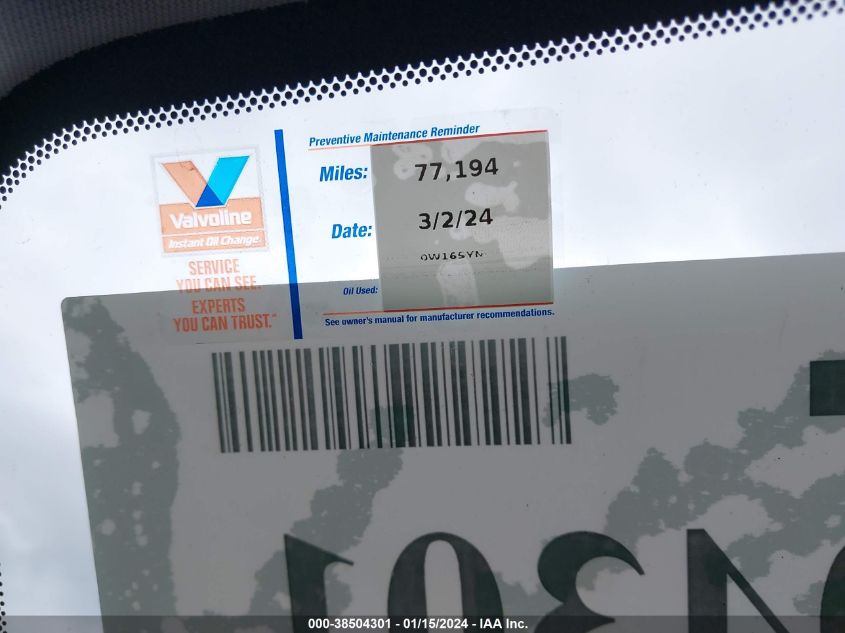 Preventive Maintenance Reminder
Miles: 77,194
Date: 3/2/24
0W16SYN
Oil Used:
See owner's manual for manufacturer recommendations.
Valvoline
Instant Oil Change
SERVICE
YOU CAN SEE.
EXPERTS
YOU CAN TRUST.™
000-38504301 - 01/15/2024 - IAA Inc.